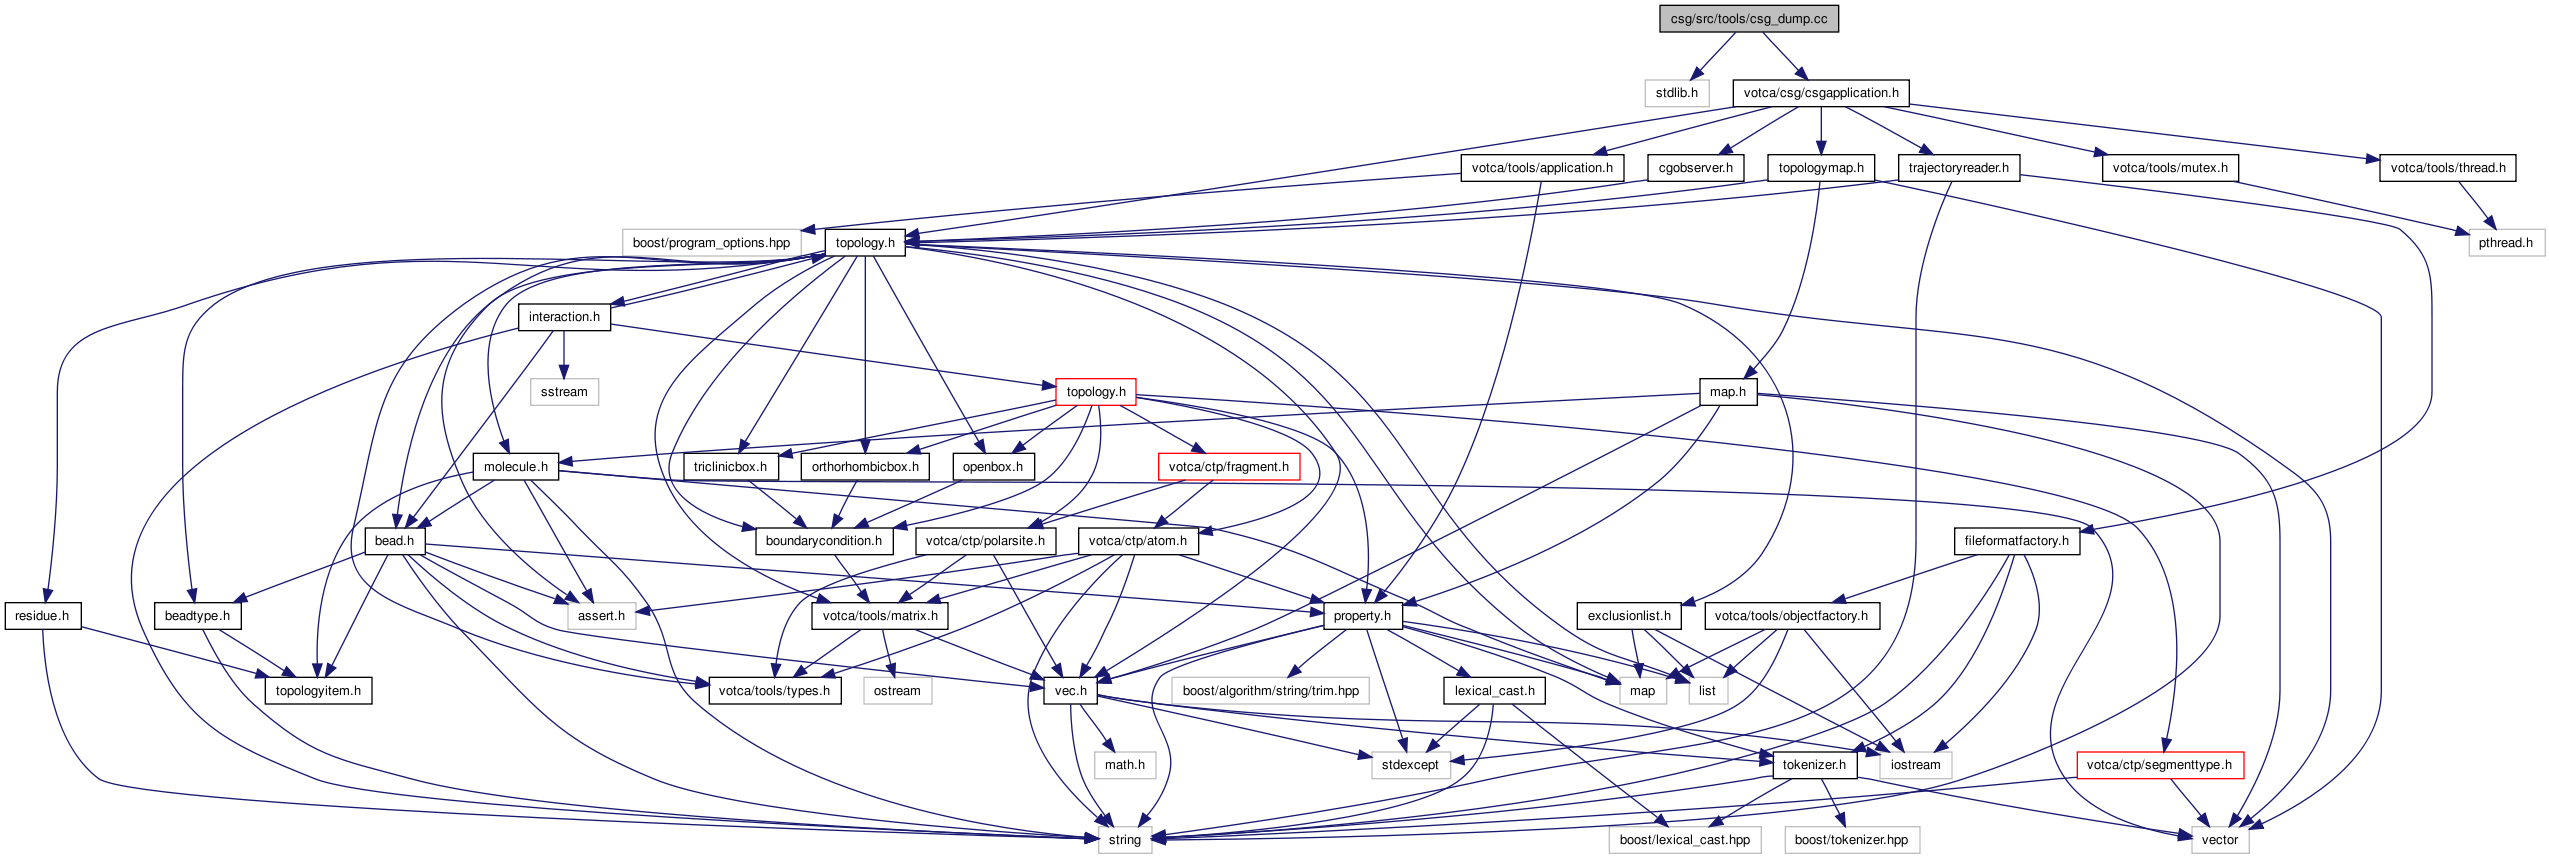 csg/src/tools/csg_dump.cc
stdlib.h
votca/csg/csgapplication.h
votca/tools/application.h
cgobserver.h
topologymap.h
trajectoryreader.h
votca/tools/mutex.h
votca/tools/thread.h
boost/program_options.hpp
topology.h
pthread.h
interaction.h
sstream
topology.h
map.h
molecule.h
triclinicbox.h
orthorhombicbox.h
openbox.h
votca/ctp/fragment.h
bead.h
boundarycondition.h
votca/ctp/polarsite.h
votca/ctp/atom.h
fileformatfactory.h
residue.h
beadtype.h
assert.h
votca/tools/matrix.h
property.h
exclusionlist.h
votca/tools/objectfactory.h
topologyitem.h
votca/tools/types.h
ostream
vec.h
boost/algorithm/string/trim.hpp
lexical_cast.h
map
list
math.h
stdexcept
tokenizer.h
iostream
votca/ctp/segmenttype.h
string
boost/lexical_cast.hpp
boost/tokenizer.hpp
vector